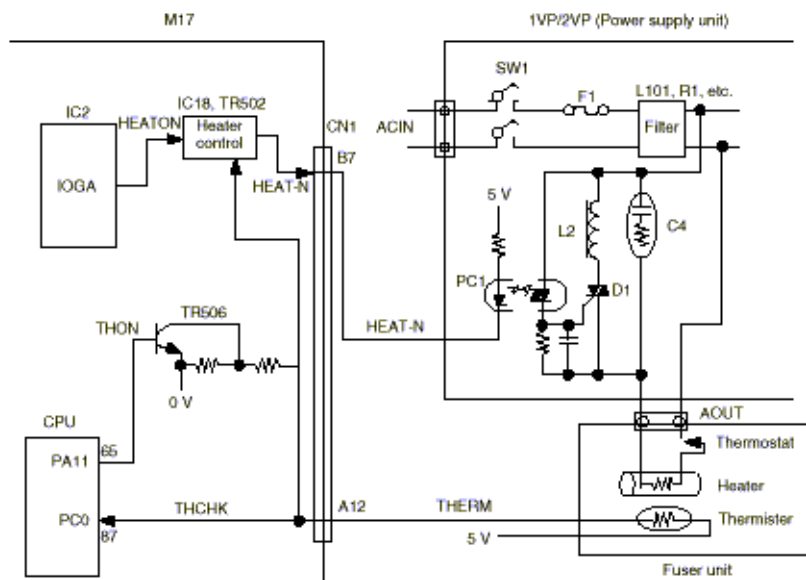 M17
1VP/2VP (Power supply unit)
SW1
IC18, TR502
F1
L101, R1, etc.
IC2
HEATON
Heater
control
CN1
ACIN
Filter
B7
IOGA
HEAT-N
5 V
L2
C4
PC1
D1
TR506
THON
HEAT-N
0 V
CPU
AOUT
65
PA11
Thermostat
Heater
THCHK
A12
THERM
PC0
Thermister
87
5 V
Fuser unit